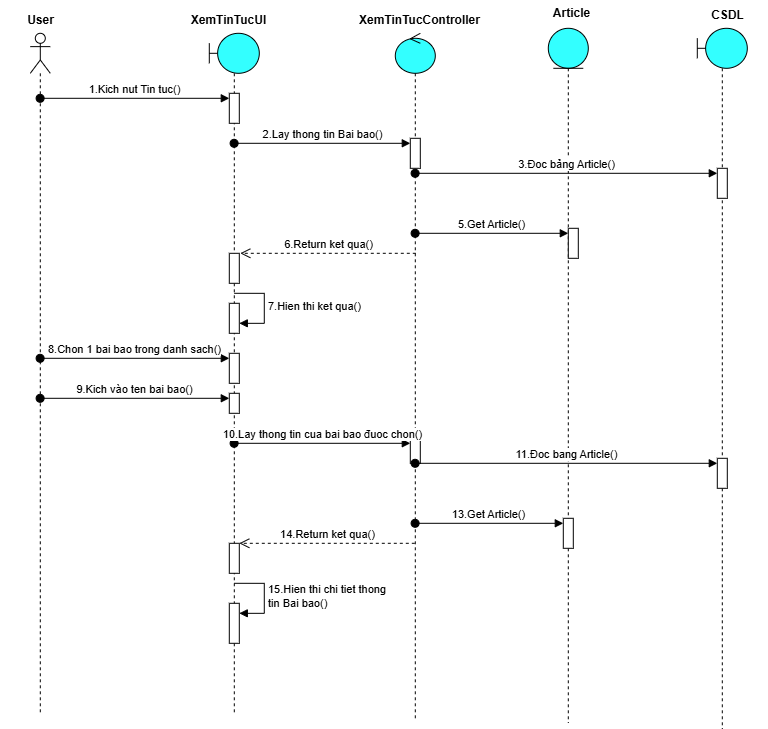 User
XemTinTucUI
XemTinTucController
Article
CSDL
1.Kich nut Tin tuc()
2.Lay thong tin Bai bao()
3.Đoc bảng Article()
5.Get Article()
6.Return ket qua()
7.Hien thi ket qua()
8.Chon 1 bai bao trong danh sach()
9.Kich vào ten bai bao()
10.Lay thong tin cua bai bao đuoc chon()
11.Đoc bang Article()
13.Get Article()
14.Return ket qua()
15.Hien thi chi tiet thong
tin Bai bao()